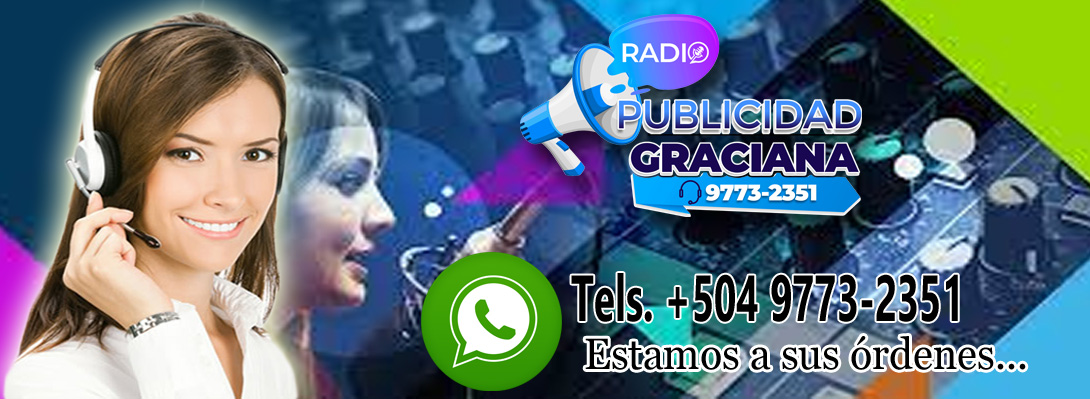 RADIO
PUBLICIDAD
GRACIANA
9773-2351
Tels. +504 9773-2351
Estamos a sus órdenes...